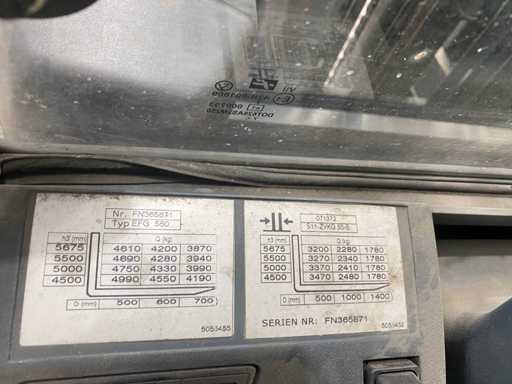 Nr. FN365871
Typ EFG 550
h3 (mm) Q (kg)
5675 4610 4200 3870
5500 4690 4280 3940
5000 4750 4330 3990
4500 4990 4550 4190
D (mm) 500 600 700
5053455
071373
S11-ZVKG 55-S
h3 (mm) Q (kg)
5675 3200 2280 1780
5500 3270 2340 1780
5000 3370 2410 1780
4500 3470 2480 1780
D (mm) 500 1000 1400
SERIEN NR: FN365871
5053452